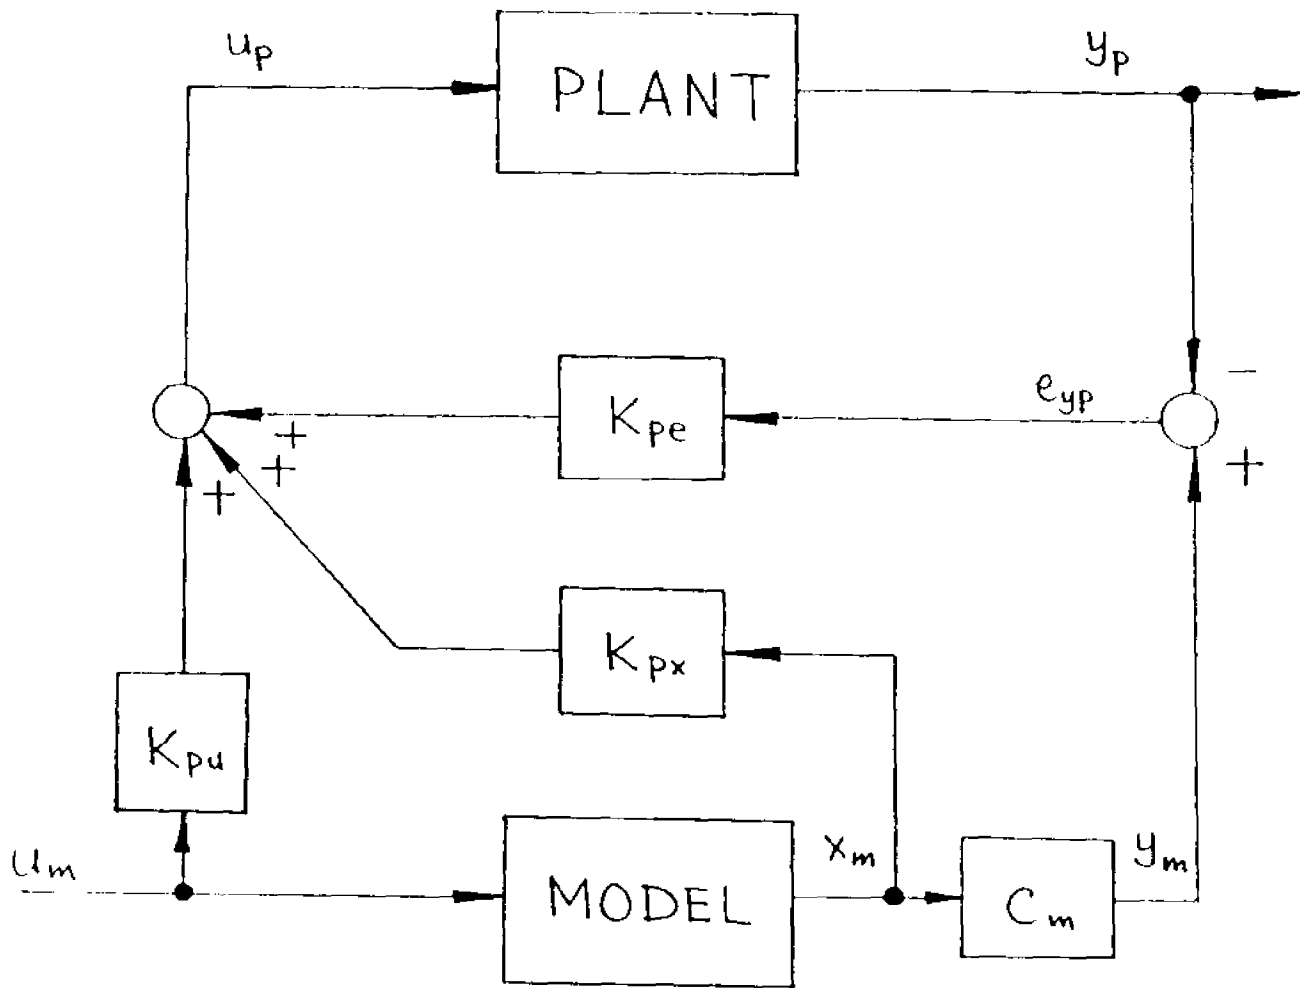 u_p
PLANT
y_p
−
K_pe
e_yp
+
+
+
+
K_px
K_pu
u_m
MODEL
x_m
C_m
y_m